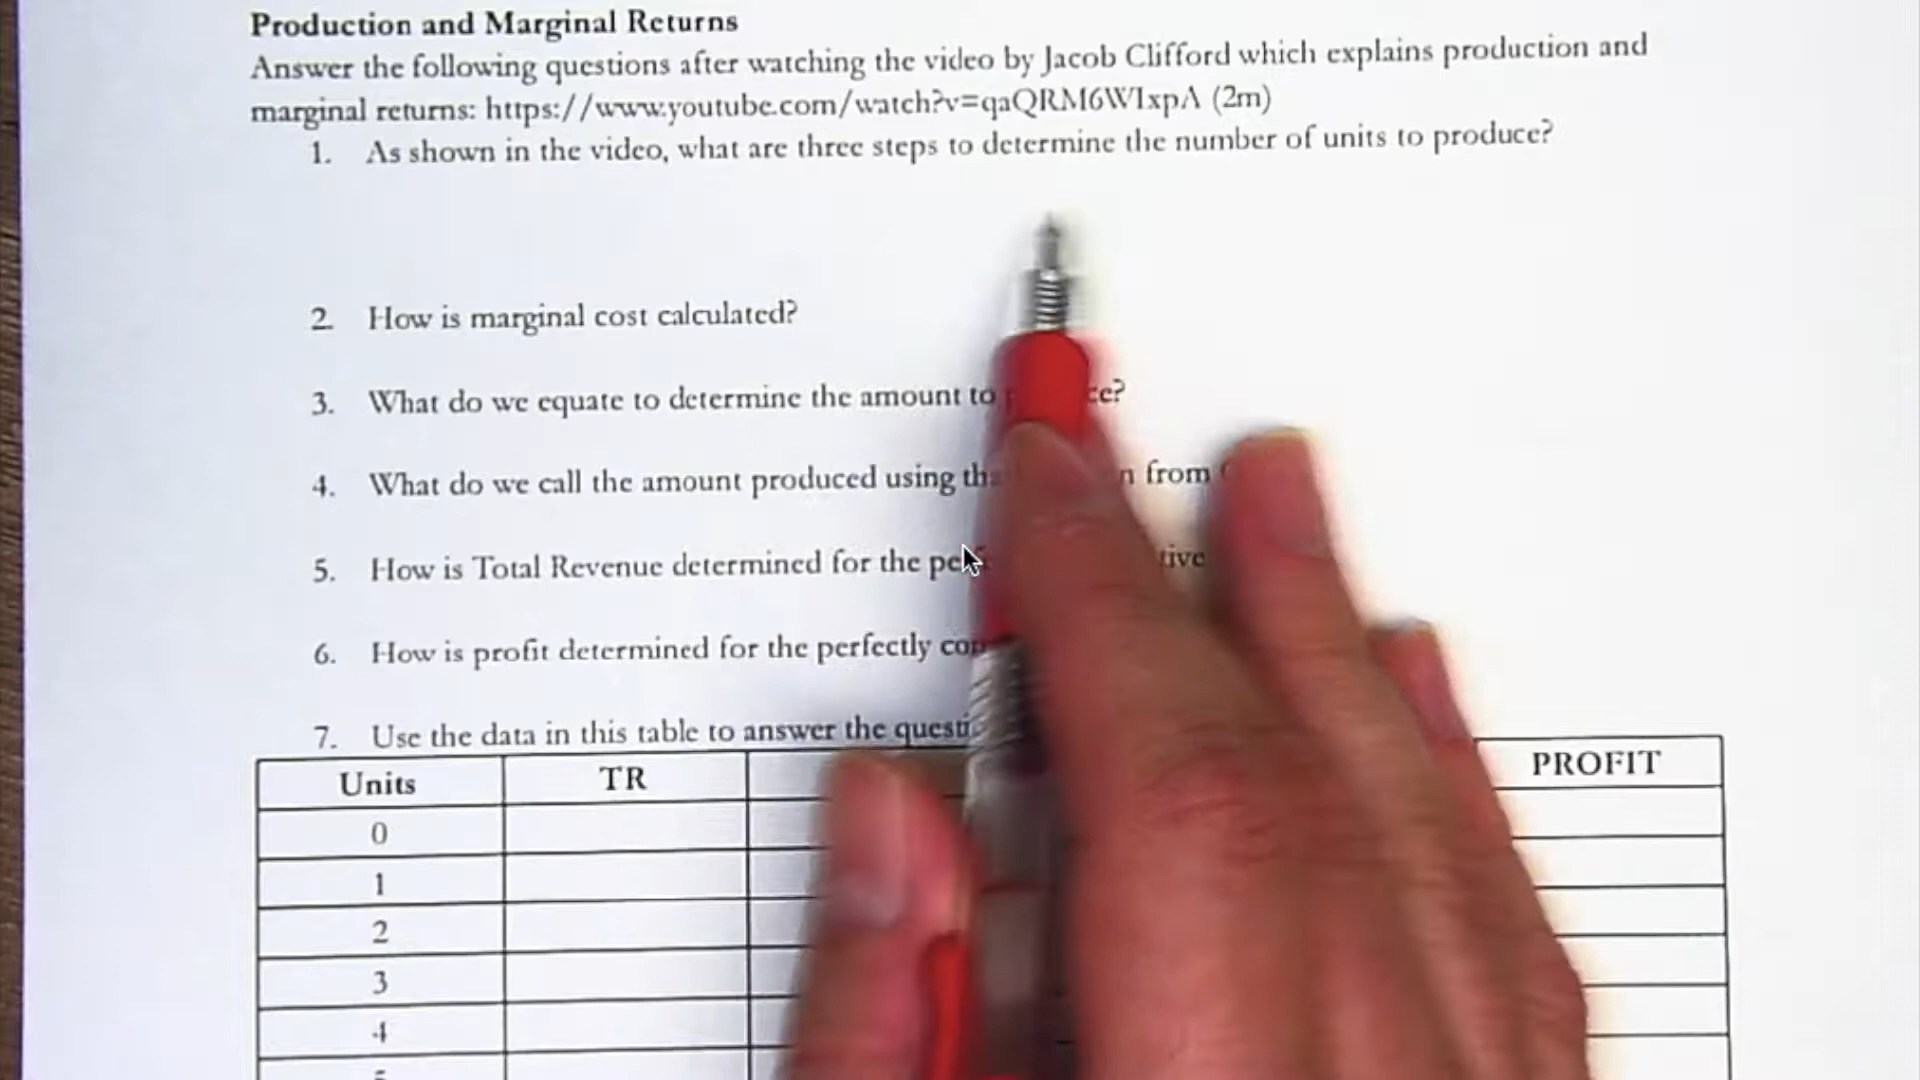 Production and Marginal Returns
Answer the following questions after watching the video by Jacob Clifford which explains production and
marginal returns: https://www.youtube.com/watch?v=qaQRM6WIxpA (2m)
1. As shown in the video, what are three steps to determine the number of units to produce?
2. How is marginal cost calculated?
3. What do we equate to determine the amount to
4. What do we call the amount produced using from
5. How is Total Revenue determined for the
6. How is profit determined for the perfectly
7. Use the data in this table to answer the
Units TR PROFIT
0
1
2
3
4